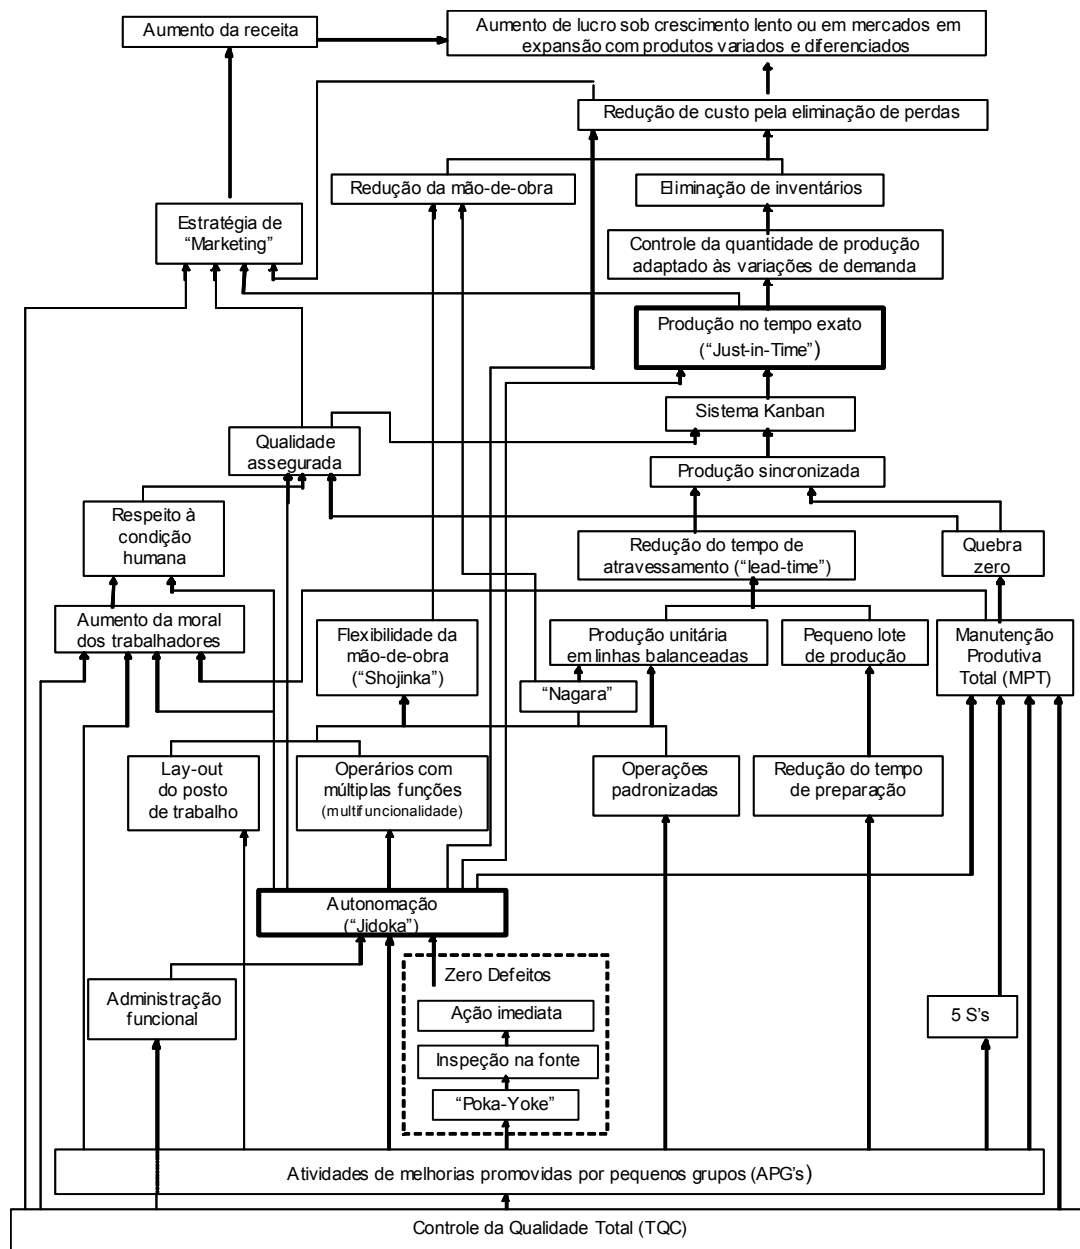 Aumento da receita
Aumento de lucro sob crescimento lento ou em mercados em
expansão com produtos variados e diferenciados
Redução de custo pela eliminação de perdas
Redução da mão-de-obra
Eliminação de inventários
Estratégia de
“Marketing”
Controle da quantidade de produção
adaptado às variações de demanda
Produção no tempo exato
(“Just-in-Time”)
Sistema Kanban
Qualidade
assegurada
Produção sincronizada
Respeito à
condição
humana
Redução do tempo de
atravessamento (“lead-time”)
Quebra
zero
Aumento da moral
dos trabalhadores
Flexibilidade da
mão-de-obra
(“Shojinka”)
Produção unitária
em linhas balanceadas
Pequeno lote
de produção
Manutenção
Produtiva
Total (MPT)
“Nagara”
Lay-out
do posto
de trabalho
Operários com
múltiplas funções
(multifuncionalidade)
Operações
padronizadas
Redução do tempo
de preparação
Autonomação
(“Jidoka”)
Zero Defeitos
Administração
funcional
Ação imediata
5 S’s
Inspeção na fonte
“Poka-Yoke”
Atividades de melhorias promovidas por pequenos grupos (APG’s)
Controle da Qualidade Total (TQC)